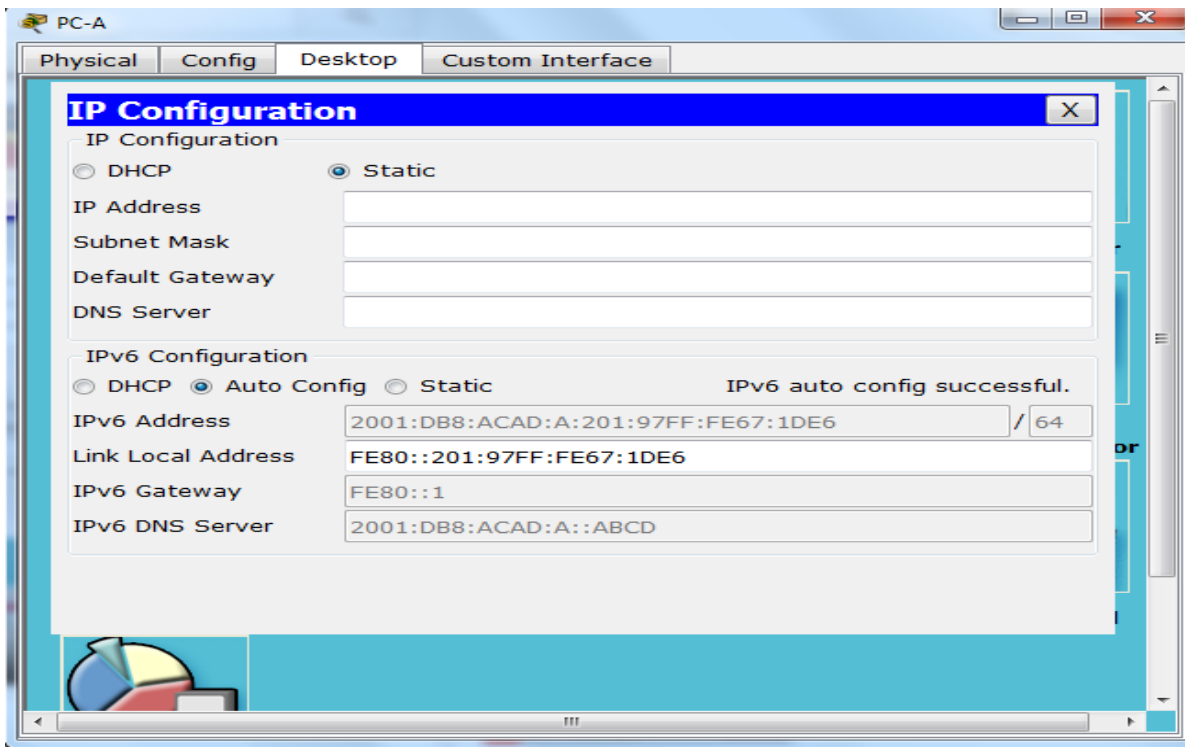 PC-A
Physical Config Desktop Custom Interface
IP Configuration X
IP Configuration
DHCP Static
IP Address
Subnet Mask
Default Gateway
DNS Server
IPv6 Configuration
DHCP Auto Config Static IPv6 auto config successful.
IPv6 Address 2001:DB8:ACAD:A:201:97FF:FE67:1DE6 / 64
Link Local Address FE80::201:97FF:FE67:1DE6
IPv6 Gateway FE80::1
IPv6 DNS Server 2001:DB8:ACAD:A::ABCD
or